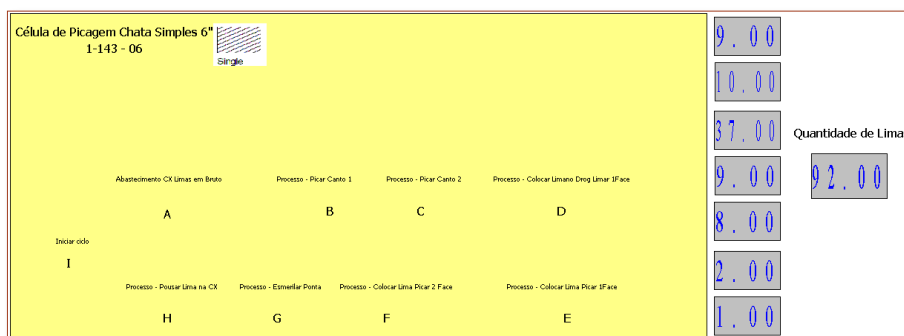 Célula de Picagem Chata Simples 6"
1-143 - 06
Single
9.00
10.00
37.00
Quantidade de Lima
92.00
Abastecimento CX Limas em Bruto
Processo - Picar Canto 1
Processo - Picar Canto 2
Processo - Colocar Limano Drog Limar 1Face
9.00
A
B
C
D
8.00
Iniciar ciclo
I
2.00
Processo - Pousar Lima na CX
Processo - Esmerilar Ponta
Processo - Colocar Lima Picar 2 Face
Processo - Colocar Lima Picar 1Face
H
G
F
E
1.00